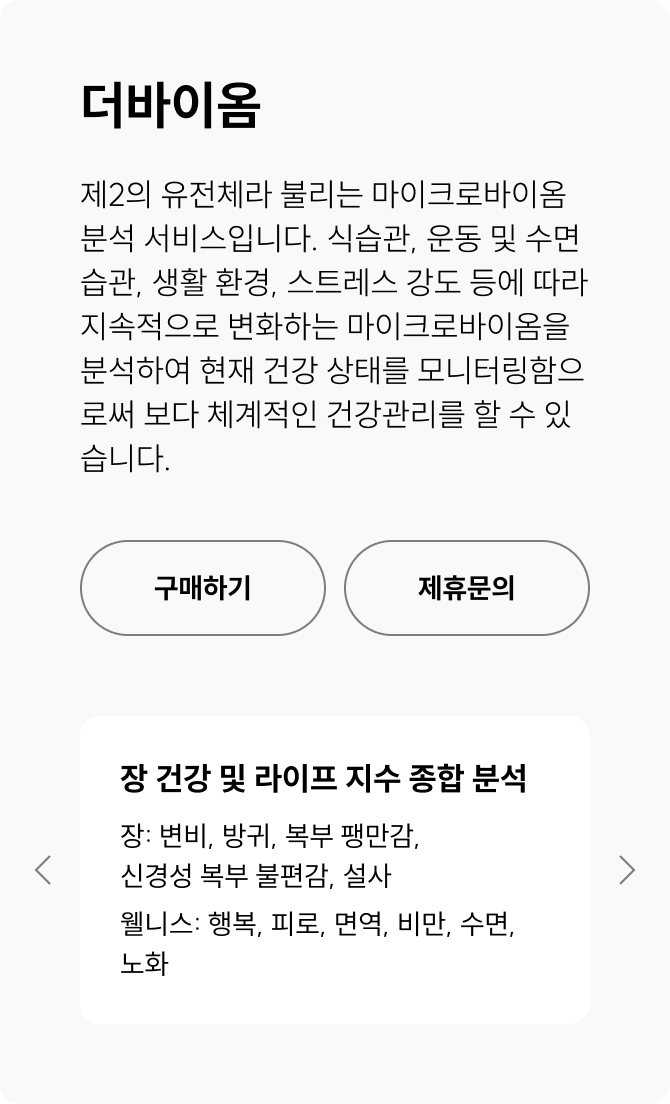 더바이옴
제2의 유전체라 불리는 마이크로바이옴
분석 서비스입니다. 식습관, 운동 및 수면
습관, 생활 환경, 스트레스 강도 등에 따라
지속적으로 변화하는 마이크로바이옴을
분석하여 현재 건강 상태를 모니터링함으
로써 보다 체계적인 건강관리를 할 수 있
습니다.
구매하기
제휴문의
장 건강 및 라이프 지수 종합 분석
장: 변비, 방귀, 복부 팽만감,
신경성 복부 불편감, 설사
웰니스: 행복, 피로, 면역, 비만, 수면,
노화